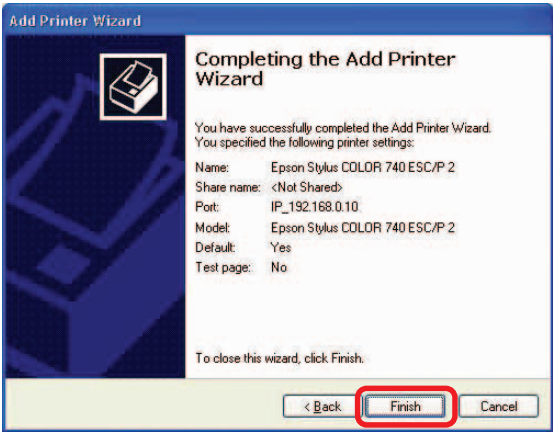 Add Printer Wizard
Completing the Add Printer
Wizard
You have successfully completed the Add Printer Wizard.
You specified the following printer settings:
Name: Epson Stylus COLOR 740 ESC/P 2
Share name: <Not Shared>
Port: IP_192.168.0.10
Model: Epson Stylus COLOR 740 ESC/P 2
Default: Yes
Test page: No
To close this wizard, click Finish.
< Back Finish Cancel